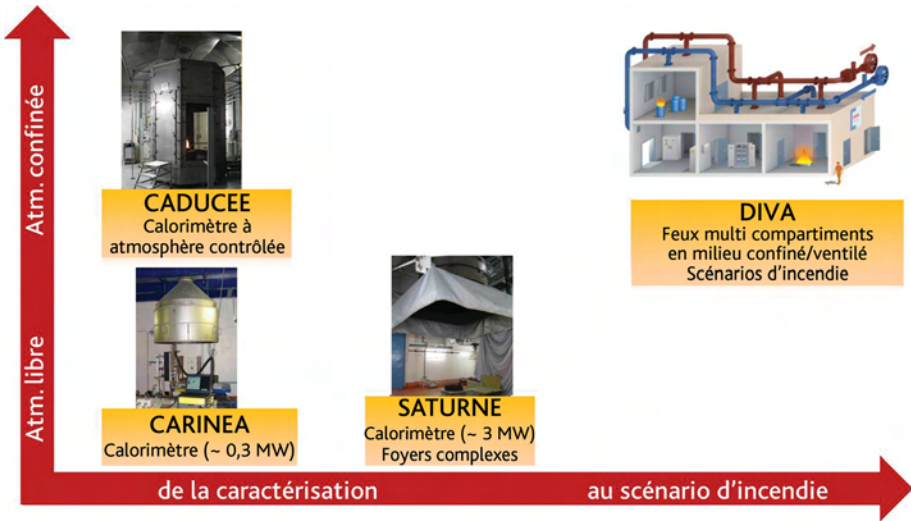 Atm. confinée
Atm. libre
CADUCEE
Calorimètre à
atmosphère contrôlée
DIVA
Feux multi compartiments
en milieu confiné/ventilé
Scénarios d'incendie
CARINEA
Calorimètre (~ 0,3 MW)
SATURNE
Calorimètre (~ 3 MW)
Foyers complexes
de la caractérisation
au scénario d'incendie